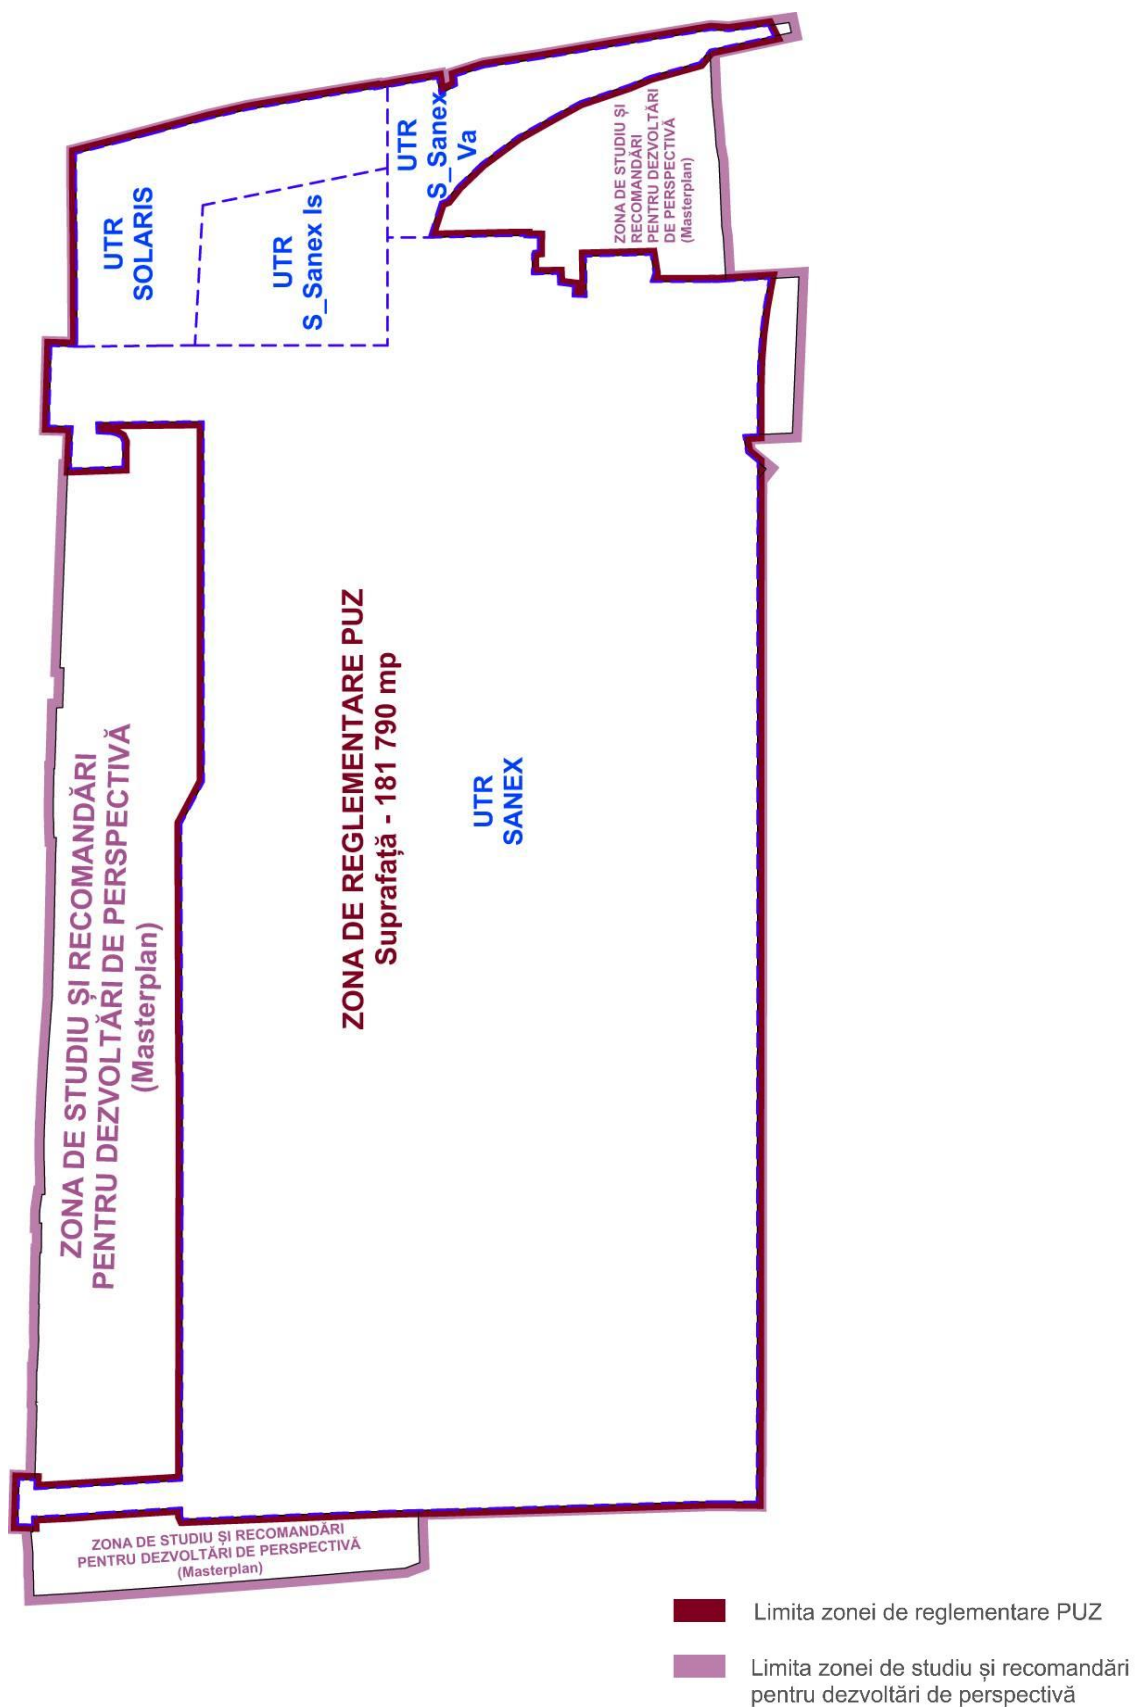 ZONA DE STUDIU ȘI
RECOMANDĂRI
PENTRU DEZVOLTĂRI
DE PERSPECTIVĂ
(Masterplan)
UTR
S_Sanex
Va
UTR
SOLARIS
UTR
S_Sanex Is
ZONA DE REGLEMENTARE PUZ
Suprafață - 181 790 mp
UTR
SANEX
ZONA DE STUDIU ȘI RECOMANDĂRI
PENTRU DEZVOLTĂRI DE PERSPECTIVĂ
(Masterplan)
ZONA DE STUDIU ȘI RECOMANDĂRI
PENTRU DEZVOLTĂRI DE PERSPECTIVĂ
(Masterplan)
Limita zonei de reglementare PUZ
Limita zonei de studiu și recomandări
pentru dezvoltări de perspectivă